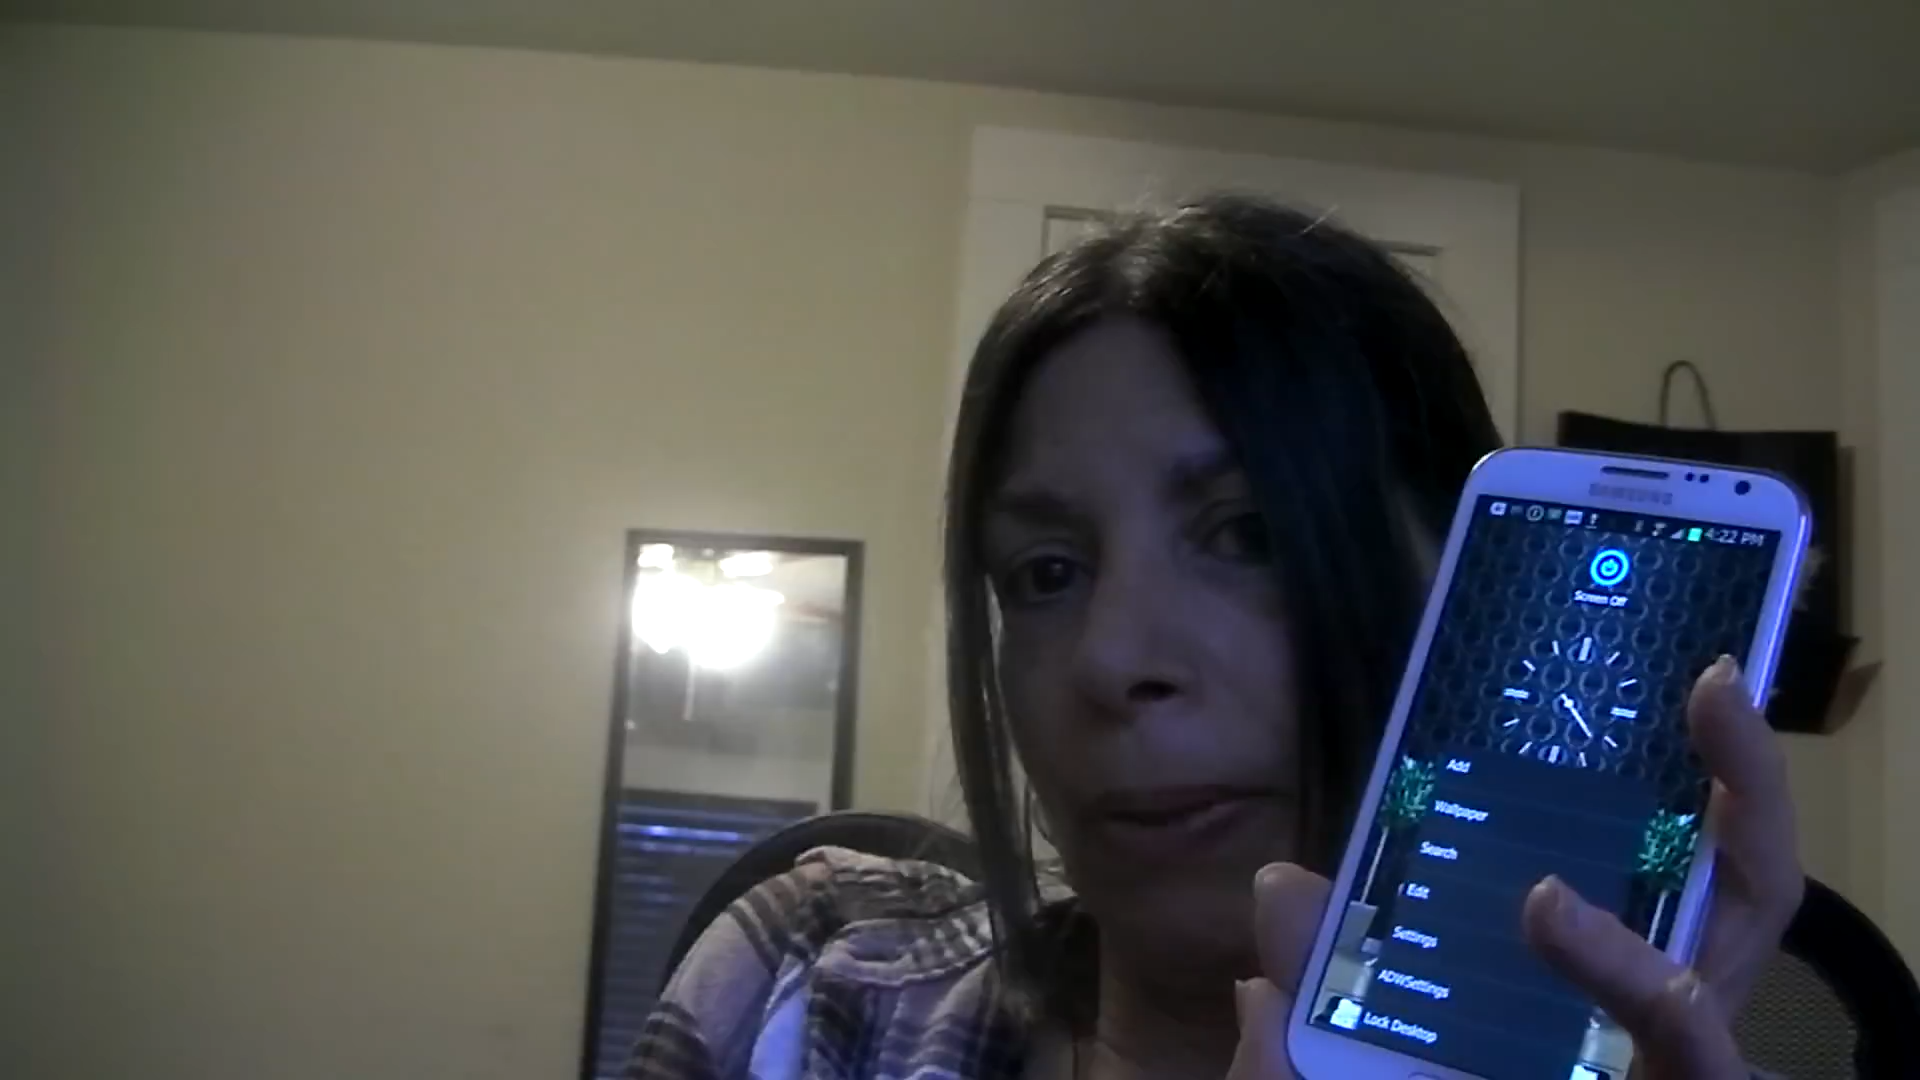 SAMSUNG
4:22 PM
Screen Off
Add
Wallpaper
Search
Edit
Settings
ADWSettings
Lock Desktop